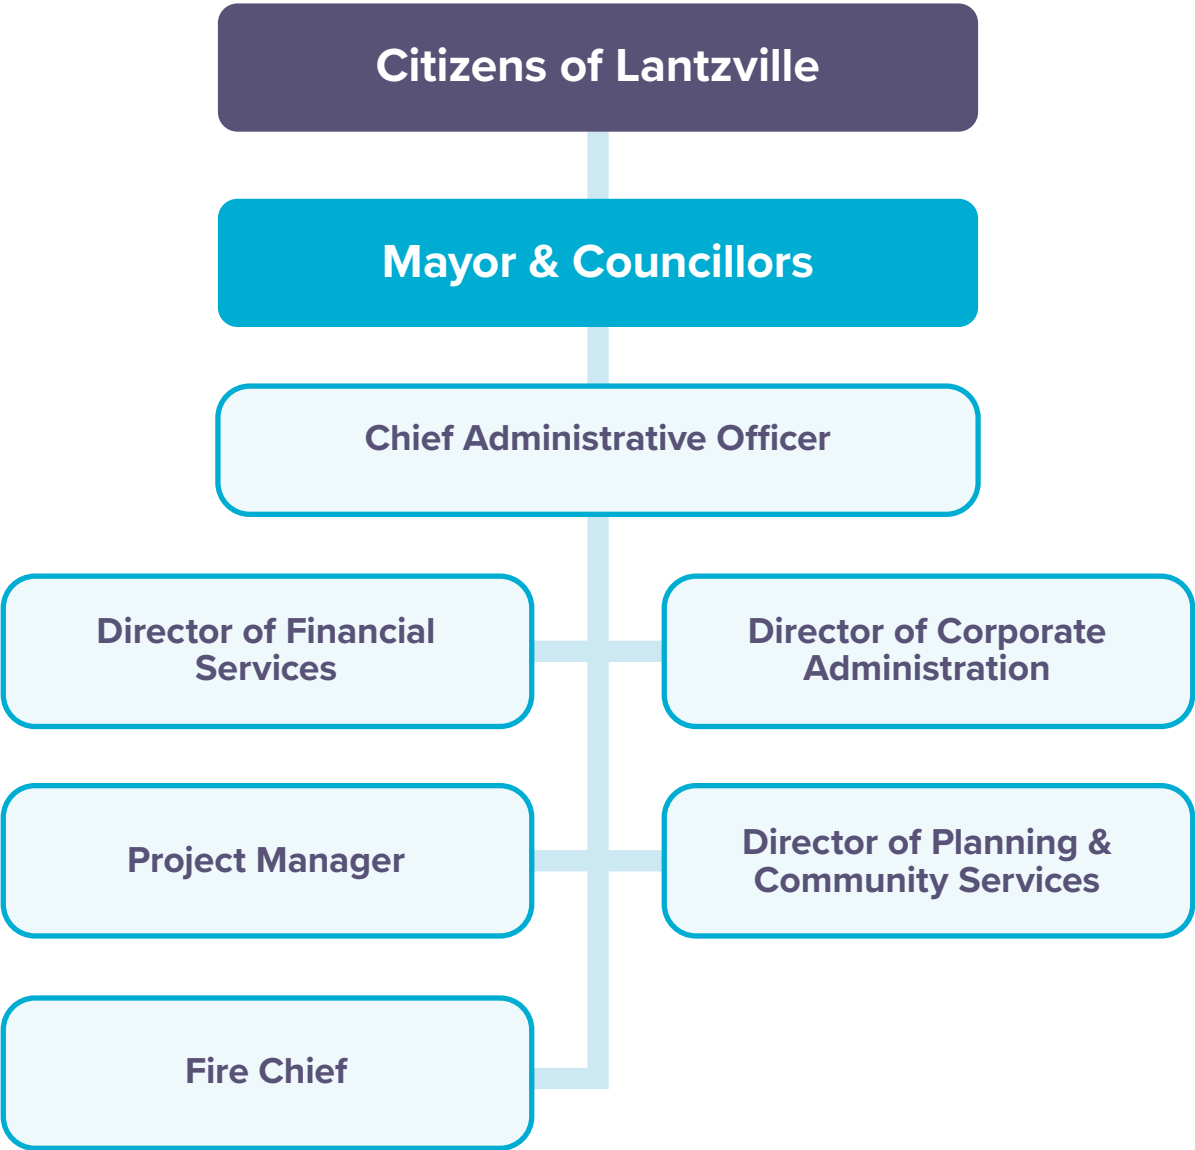 Citizens of Lantzville
Mayor & Councillors
Chief Administrative Officer
Director of Financial
Services
Director of Corporate
Administration
Project Manager
Director of Planning &
Community Services
Fire Chief